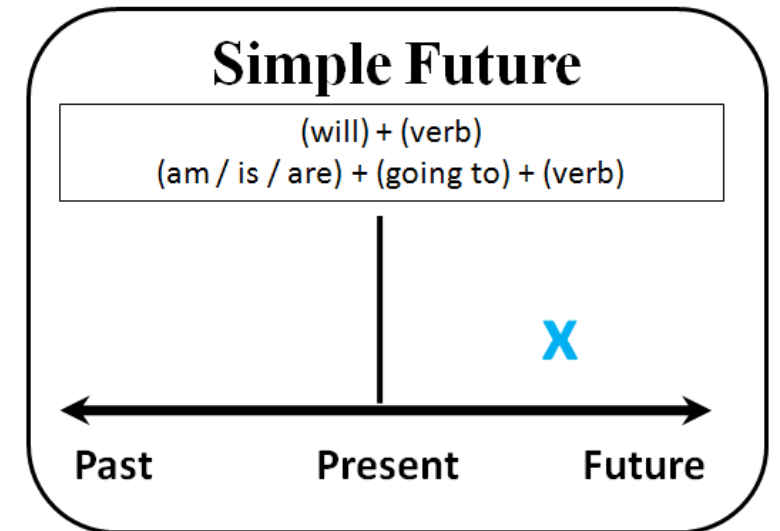 Simple Future
(will) + (verb)
(am / is / are) + (going to) + (verb)
X
Past Present Future